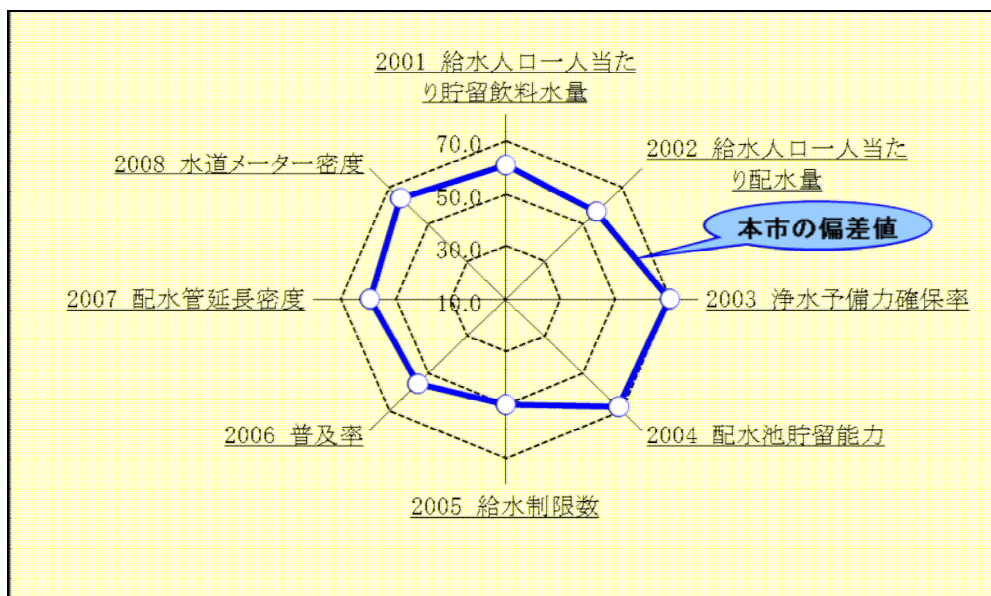 2001 給水人口一人当た
り貯留飲料水量
2008 水道メーター密度
70.0
2002 給水人口一人当た
り配水量
50.0
本市の偏差値
30.0
2007 配水管延長密度
10.0
2003 浄水予備力確保率
2006 普及率
2004 配水池貯留能力
2005 給水制限数